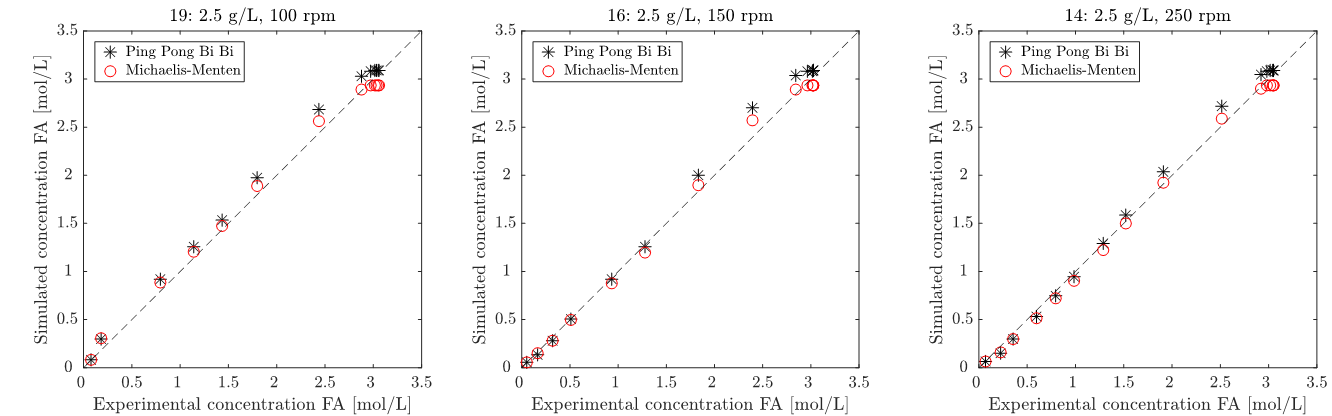 19: 2.5 g/L, 100 rpm
Ping Pong Bi Bi
Michaelis-Menten
Simulated concentration FA [mol/L]
3.5
3
2.5
2
1.5
1
0.5
0
0 0.5 1 1.5 2 2.5 3 3.5
Experimental concentration FA [mol/L]
16: 2.5 g/L, 150 rpm
Ping Pong Bi Bi
Michaelis-Menten
Simulated concentration FA [mol/L]
3.5
3
2.5
2
1.5
1
0.5
0
0 0.5 1 1.5 2 2.5 3 3.5
Experimental concentration FA [mol/L]
14: 2.5 g/L, 250 rpm
Ping Pong Bi Bi
Michaelis-Menten
Simulated concentration FA [mol/L]
3.5
3
2.5
2
1.5
1
0.5
0
0 0.5 1 1.5 2 2.5 3 3.5
Experimental concentration FA [mol/L]